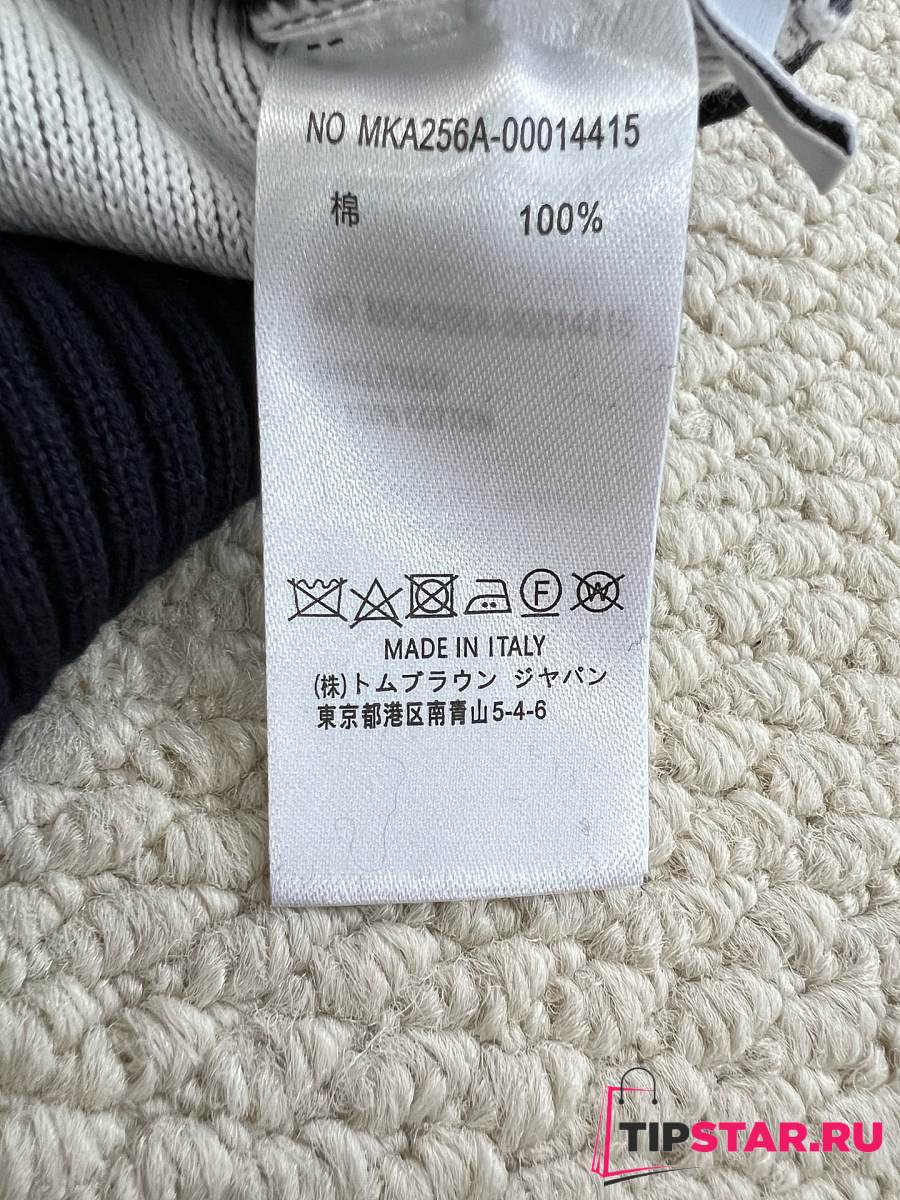 NO MKA256A-00014415
棉 100%
MADE IN ITALY
(株)トムブラウン ジヤパン
東京都港区南青山5-4-6
TIPSTAR.RU